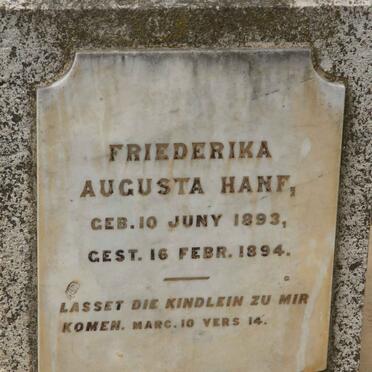 FRIEDERIKA
AUGUSTA HANF,
GEB. 10 JUNY 1893,
GEST. 16 FEBR. 1894.
LASSET DIE KINDLEIN ZU MIR
KOMEN. MARC. 10 VERS 14.